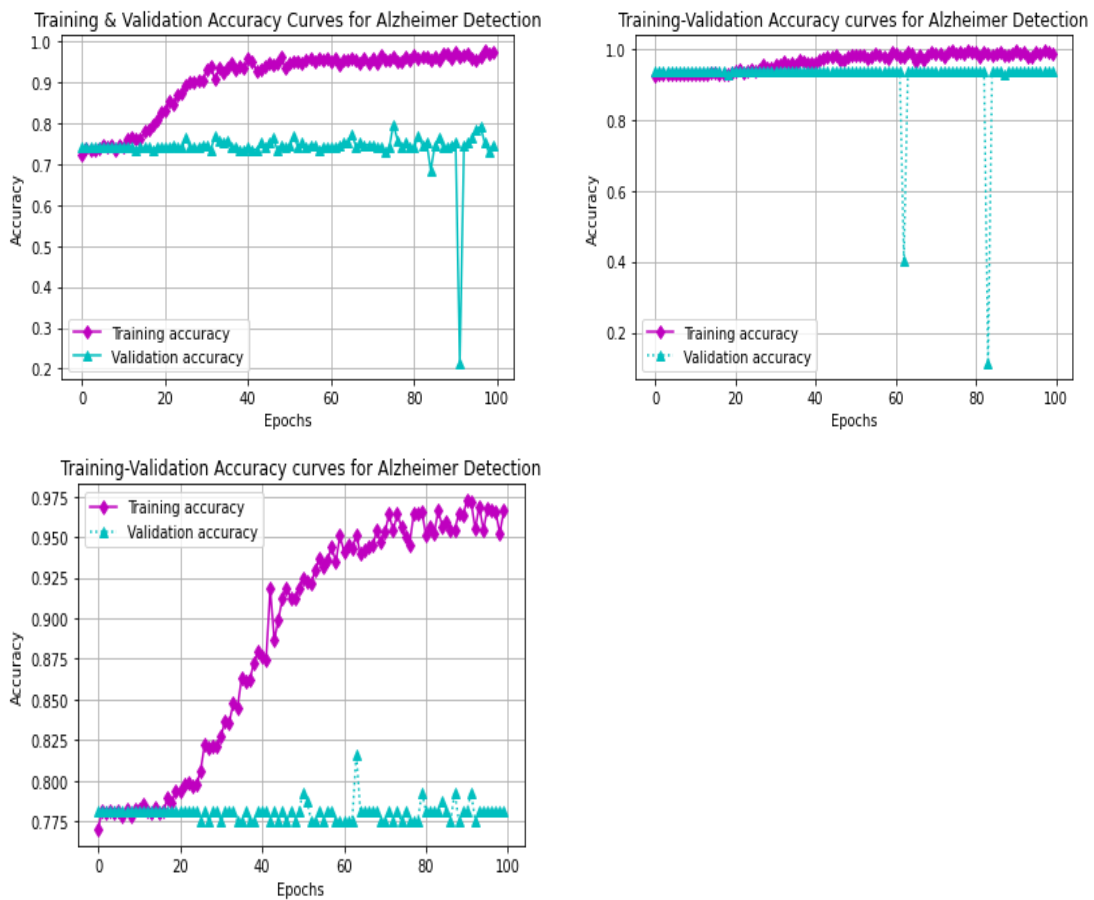 Training & Validation Accuracy Curves for Alzheimer Detection
1.0
0.9
0.8
0.7
0.6
0.5
0.4
0.3
0.2
Accuracy
Training accuracy
Validation accuracy
0 20 40 60 80 100
Epochs
Training-Validation Accuracy curves for Alzheimer Detection
1.0
0.8
0.6
0.4
0.2
Accuracy
Training accuracy
Validation accuracy
0 20 40 60 80 100
Epochs
Training-Validation Accuracy curves for Alzheimer Detection
0.975
0.950
0.925
0.900
0.875
0.850
0.825
0.800
0.775
Accuracy
Training accuracy
Validation accuracy
0 20 40 60 80 100
Epochs